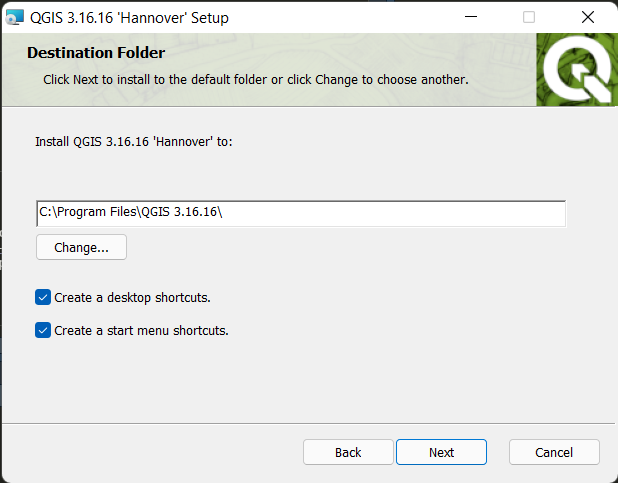 QGIS 3.16.16 'Hannover' Setup
Destination Folder
Click Next to install to the default folder or click Change to choose another.
Install QGIS 3.16.16 'Hannover' to:
C:\Program Files\QGIS 3.16.16\
Change...
Create a desktop shortcuts.
Create a start menu shortcuts.
Back
Next
Cancel